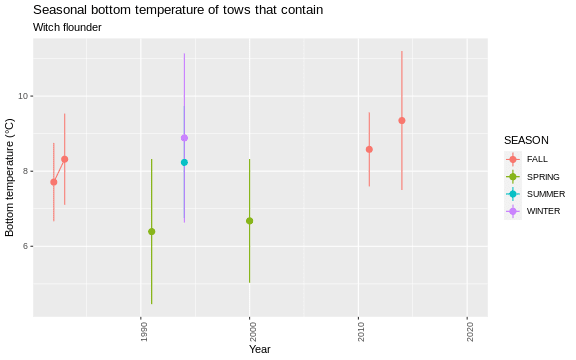 Seasonal bottom temperature of tows that contain
Witch flounder
Bottom temperature (°C)
10
8
6
1990
2000
2010
2020
Year
SEASON
FALL
SPRING
SUMMER
WINTER